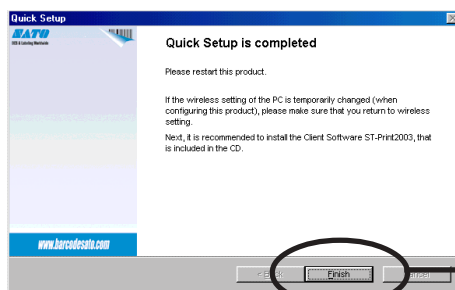 Quick Setup
SATO
Quick Setup is completed
Please restart this product.
If the wireless setting of the PC is temporarily changed (when
configuring this product), please make sure that you return to wireless
setting.
Next, it is recommended to install the Client Software ST-Print2003, that
is included in the CD.
www.barcodesato.com
Finish